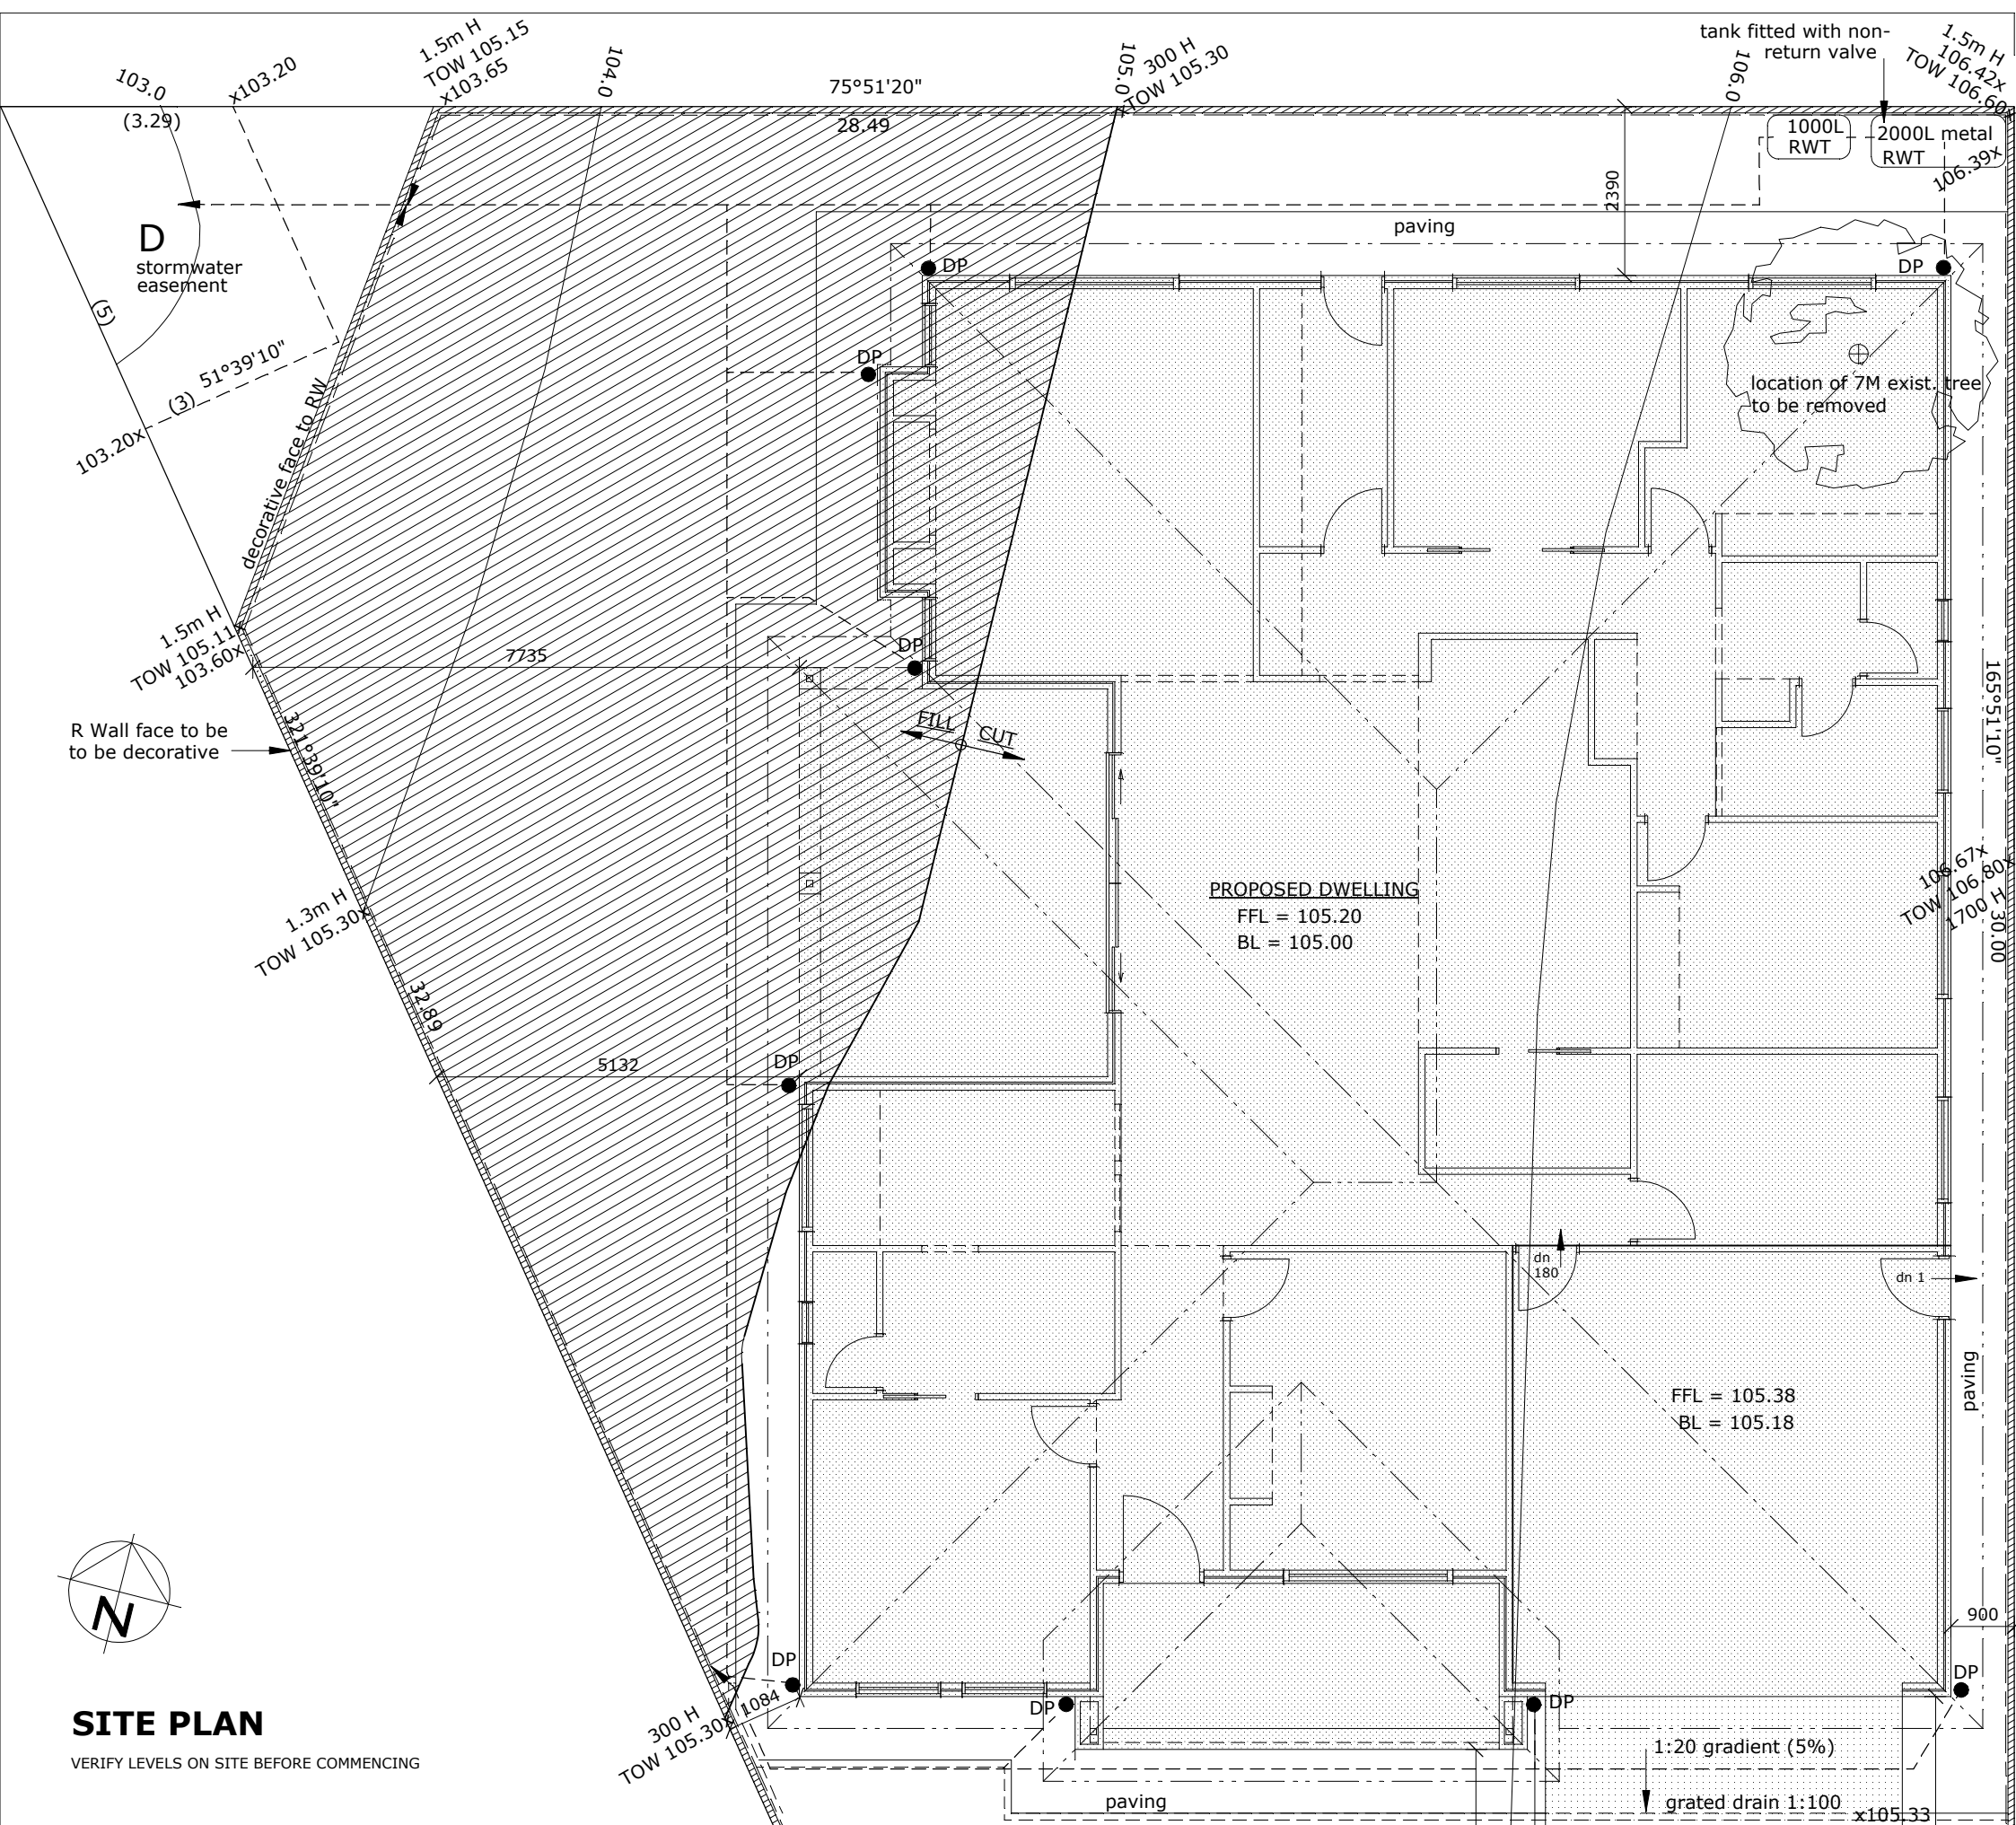 1.5m H
TOW 105.15
x103.65
103.0
x103.20
(3.29)
104.0
75°51'20"
28.49
105.0
300 H
TOW 105.30
106.0
tank fitted with non-
return valve
1.5m H
106.42x
TOW 106.60x
1000L
RWT
2000L metal
RWT
106.39x
2390
paving
D
stormwater
easement
(5)
51°39'10"
(3)
103.20x
decorative face to RW
DP
DP
DP
location of 7M exist. tree
to be removed
1.5m H
TOW 105.11x
103.60x
7735
DP
R Wall face to be
to be decorative
321°39'10"
FILL
CUT
165°51'10"
30.00
PROPOSED DWELLING
FFL = 105.20
BL = 105.00
106.67x
TOW 106.80x
1700 H
1.3m H
TOW 105.30x
32.89
5132
DP
dn
180
dn 1
paving
FFL = 105.38
BL = 105.18
N
900
DP
1084
300 H
TOW 105.30x
DP
DP
DP
SITE PLAN
VERIFY LEVELS ON SITE BEFORE COMMENCING
1:20 gradient (5%)
paving
grated drain 1:100
x105.33